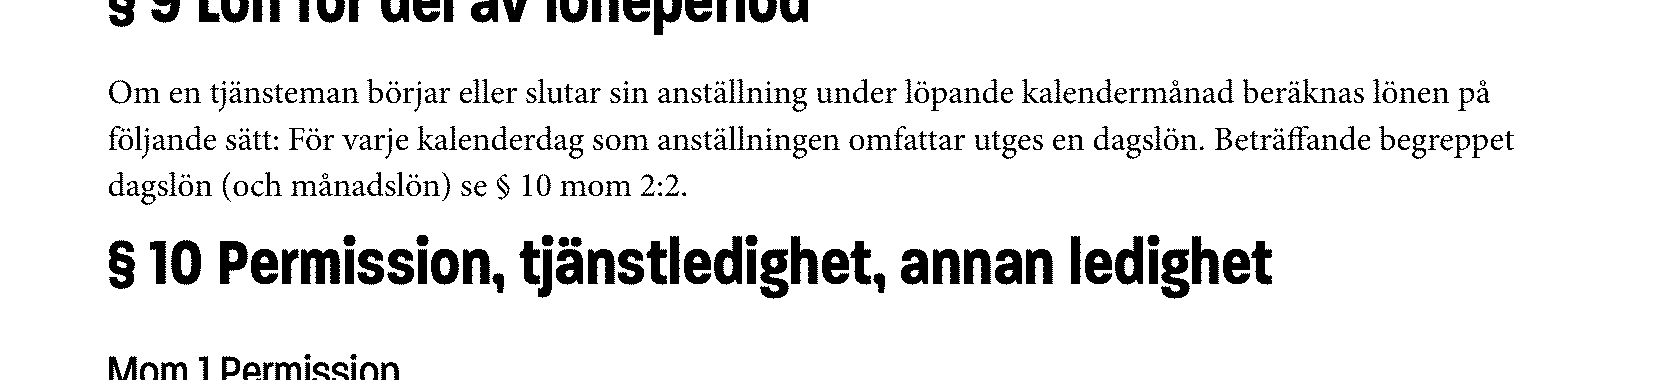 § 9 Lön för del av löneperiod
Om en tjänsteman börjar eller slutar sin anställning under löpande kalendermånad beräknas lönen på
följande sätt: För varje kalenderdag som anställningen omfattar utges en dagslön. Beträffande begreppet
dagslön (och månadslön) se § 10 mom 2:2.
§ 10 Permission, tjänstledighet, annan ledighet
Mom 1 Permission